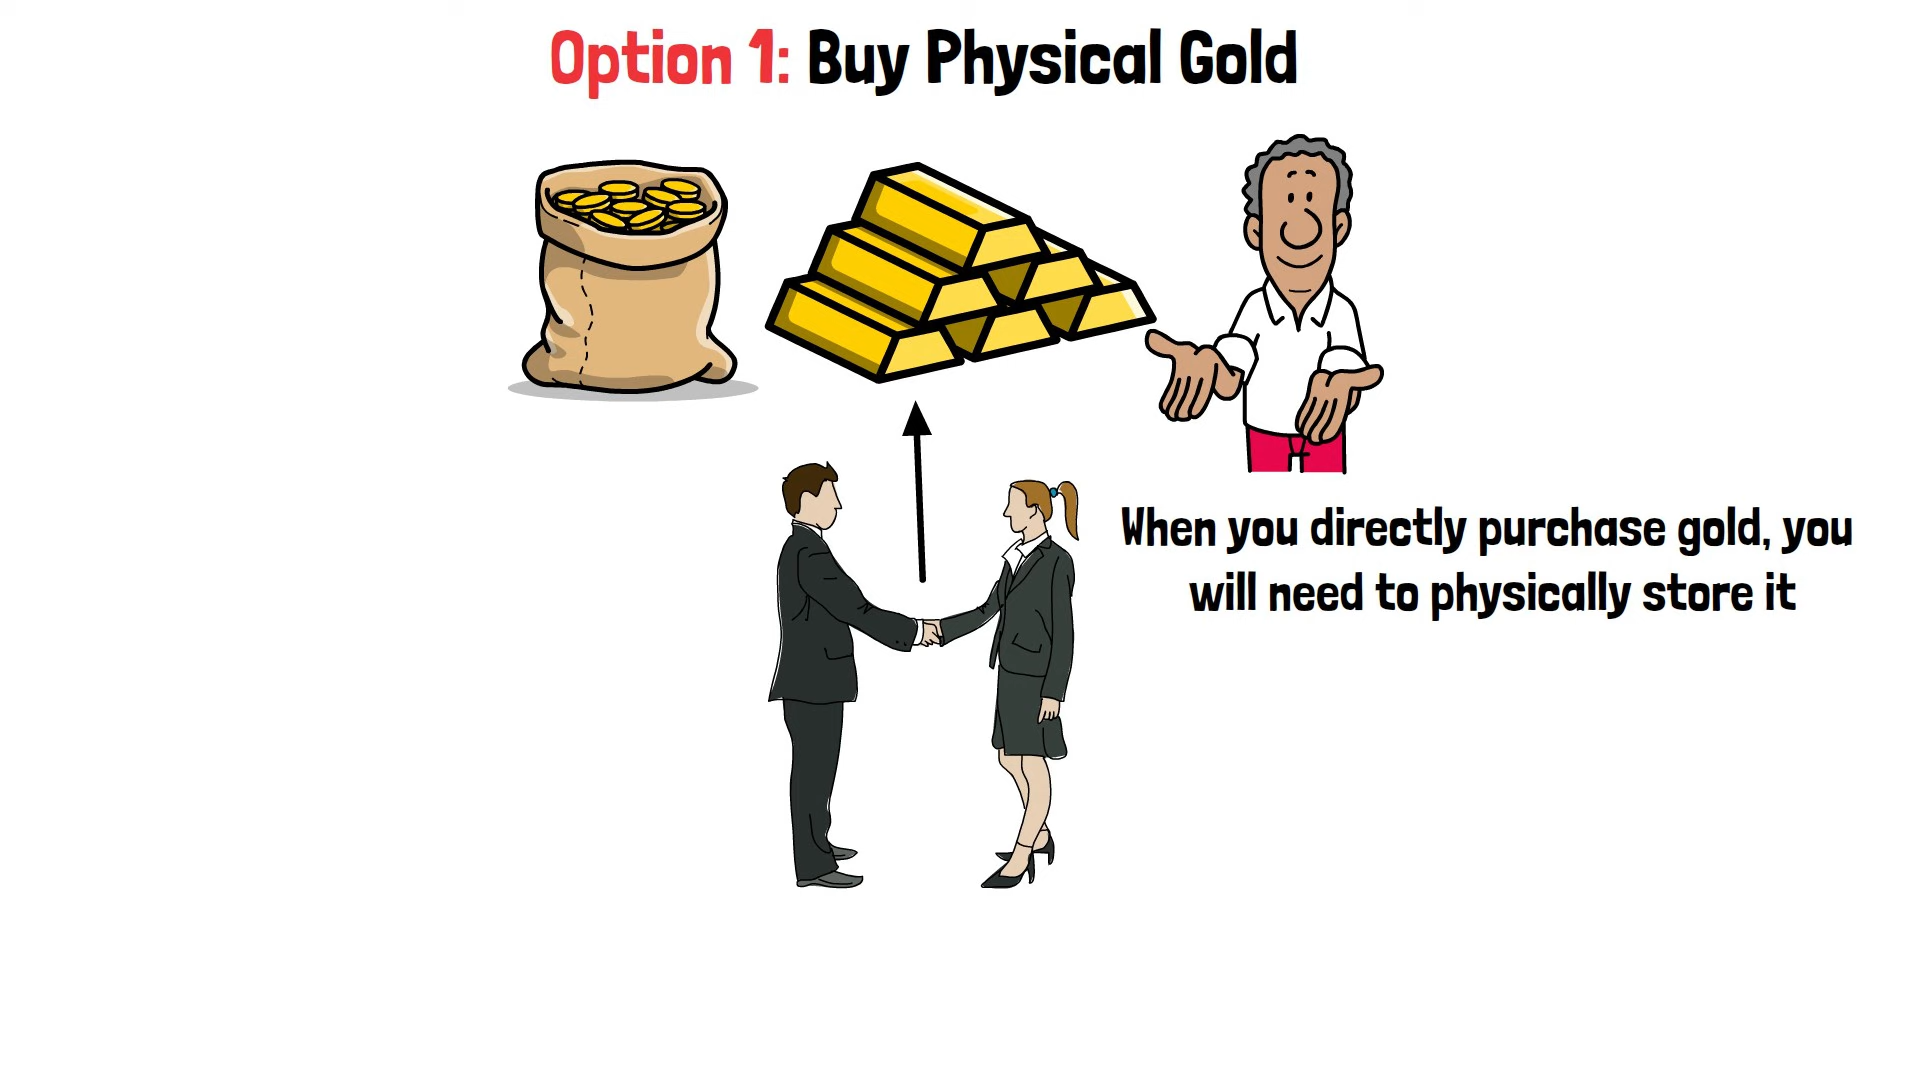 Option 1: Buy Physical Gold
When you directly purchase gold, you
will need to physically store it